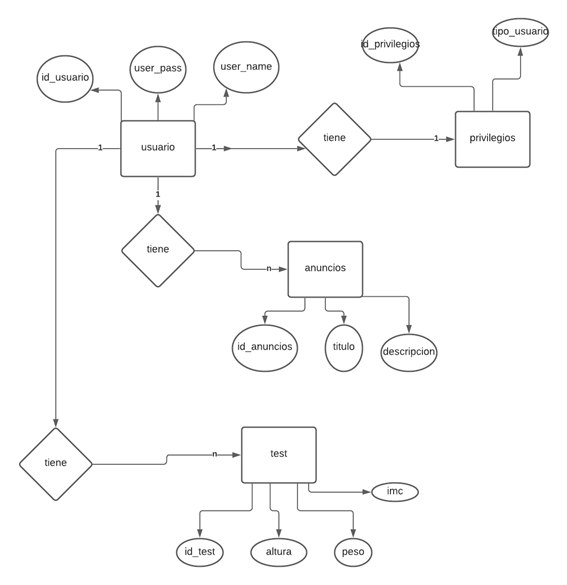 tipo_usuario
id_privilegios
id_usuario
user_pass
user_name
usuario
1
1
tiene
1
privilegios
1
tiene
n
anuncios
id_anuncios
titulo
descripcion
tiene
n
test
imc
id_test
altura
peso